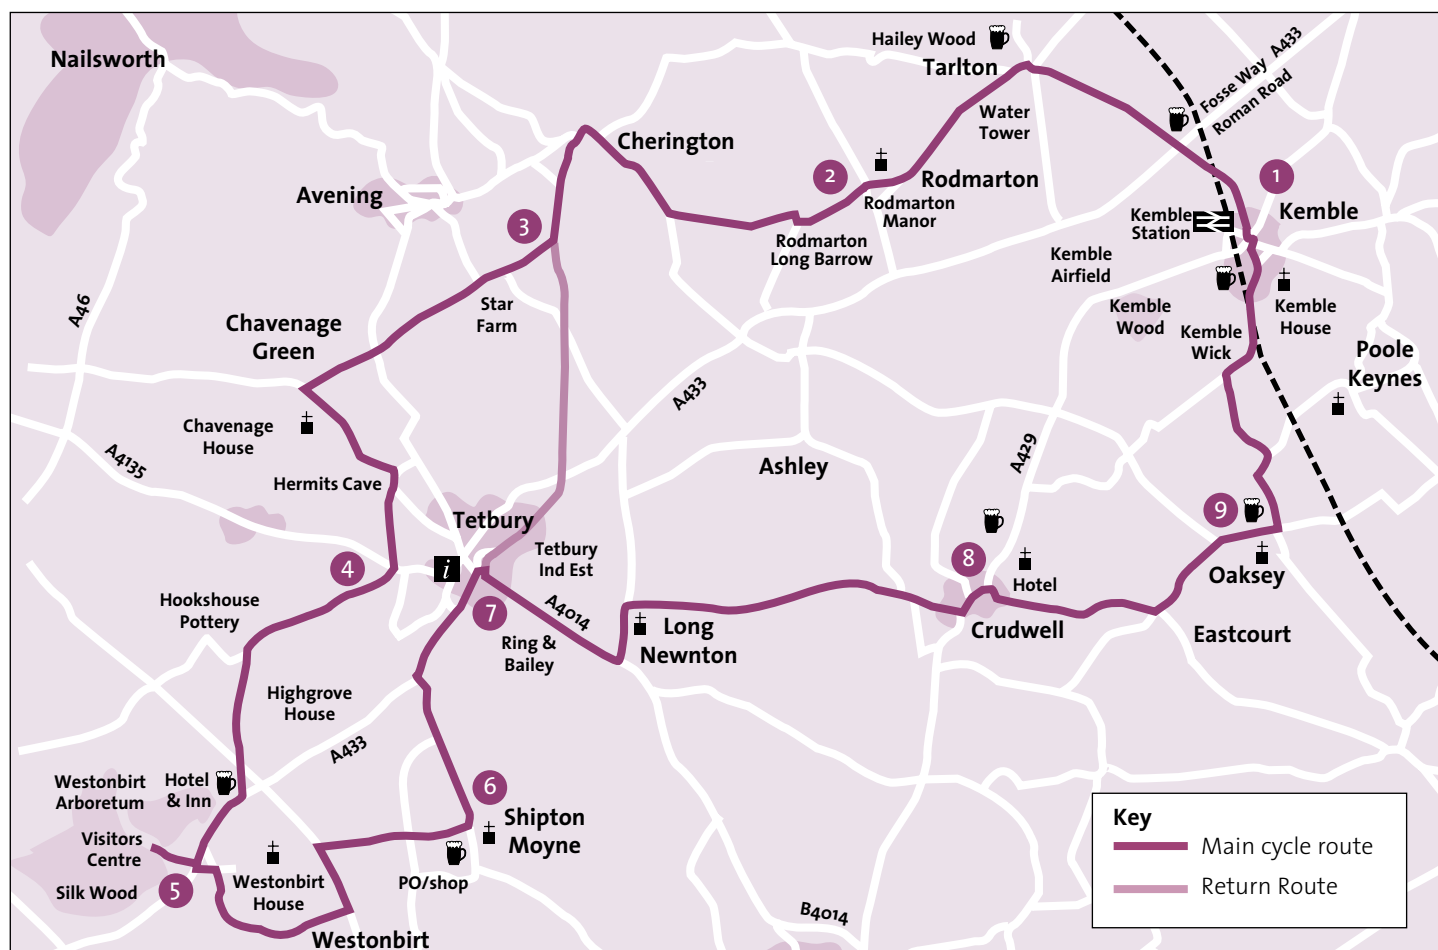 Nailsworth
Hailey Wood
Tarlton
Fosse Way A433
Roman Road
Water
Tower
Cherington
2
Rodmarton
Rodmarton
Manor
1
Kemble
Kemble
Station
Avening
3
Rodmarton
Long Barrow
Kemble
Airfield
A46
Star
Farm
Kemble
Wood
Kemble
House
Kemble
Wick
Chavenage
Green
Poole
Keynes
A433
Chavenage
House
A4135
Hermits Cave
Ashley
A429
Tetbury
9
i
Tetbury
Ind Est
4
8
Hotel
Oaksey
Hookshouse
Pottery
7
A4014
Ring &
Bailey
Long
Newnton
Crudwell
Eastcourt
Highgrove
House
A433
Westonbirt
Arboretum
Hotel
& Inn
6
Shipton
Moyne
Visitors
Centre
Silk Wood
5
Westonbirt
House
PO/shop
B4014
Westonbirt
Key
Main cycle route
Return Route